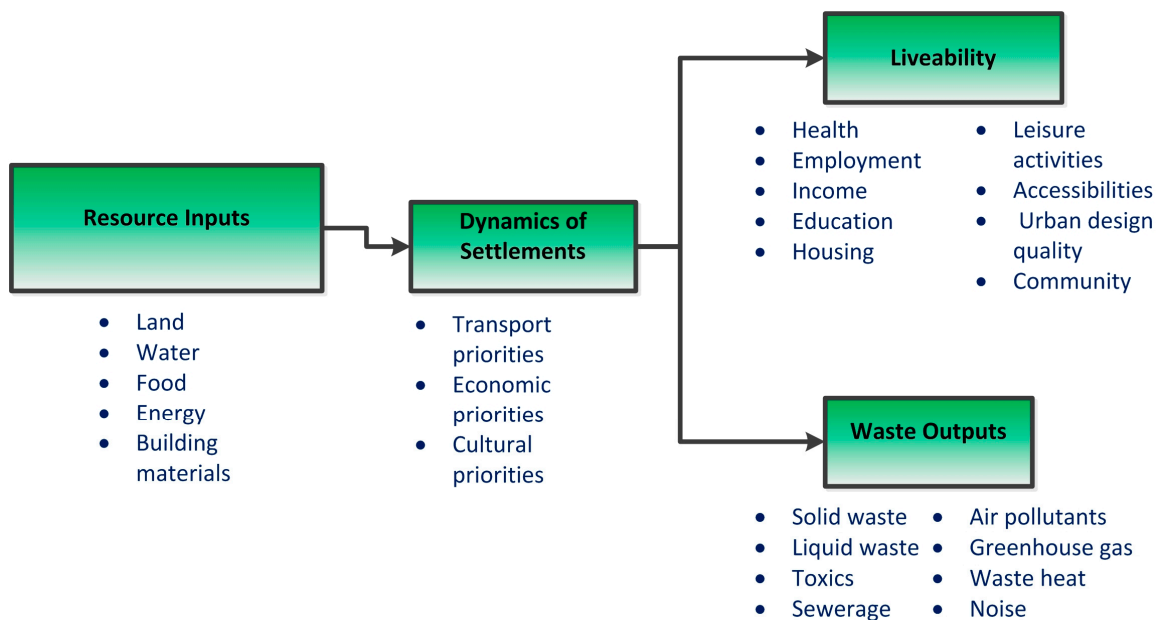 Resource Inputs
• Land
• Water
• Food
• Energy
• Building
materials
Dynamics of
Settlements
• Transport
priorities
• Economic
priorities
• Cultural
priorities
Liveability
• Health
• Employment
• Income
• Education
• Housing
• Leisure
activities
• Accessibilities
• Urban design
quality
• Community
Waste Outputs
• Solid waste
• Liquid waste
• Toxics
• Sewerage
• Air pollutants
• Greenhouse gas
• Waste heat
• Noise